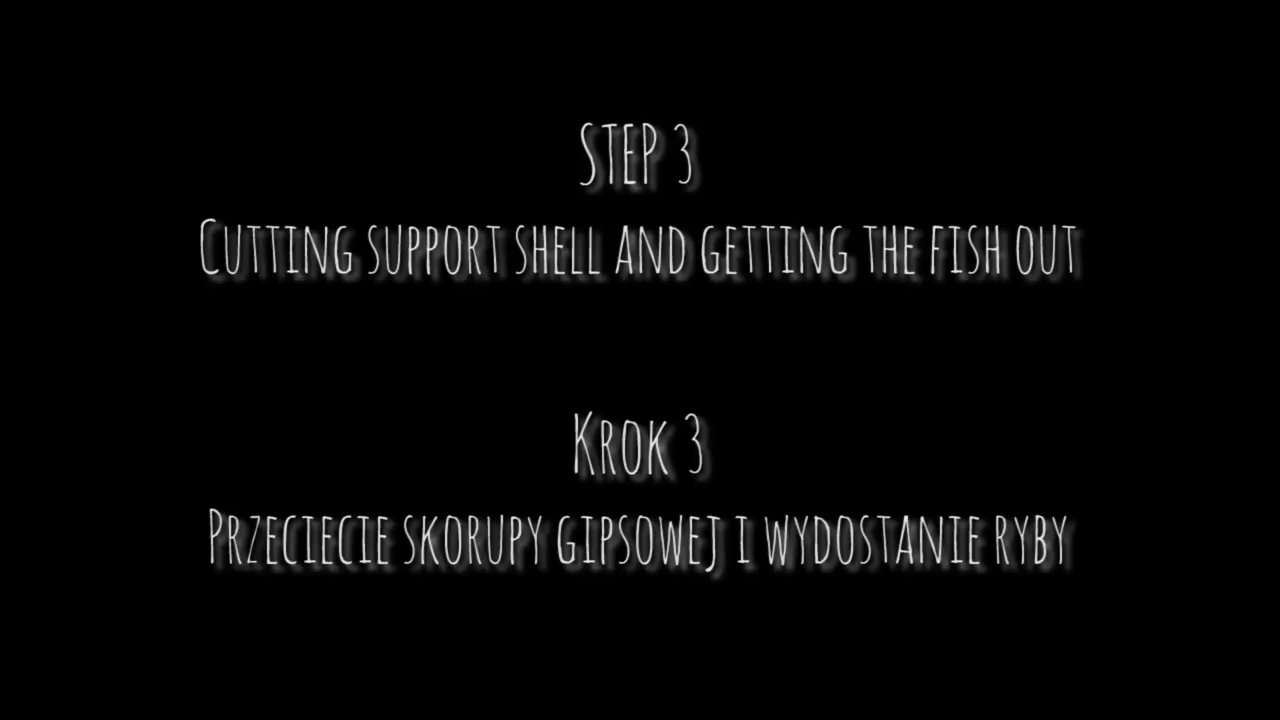 STEP 3
Cutting support shell and getting the fish out
Krok 3
Przeciecie skorupy gipsowej i wydostanie ryby